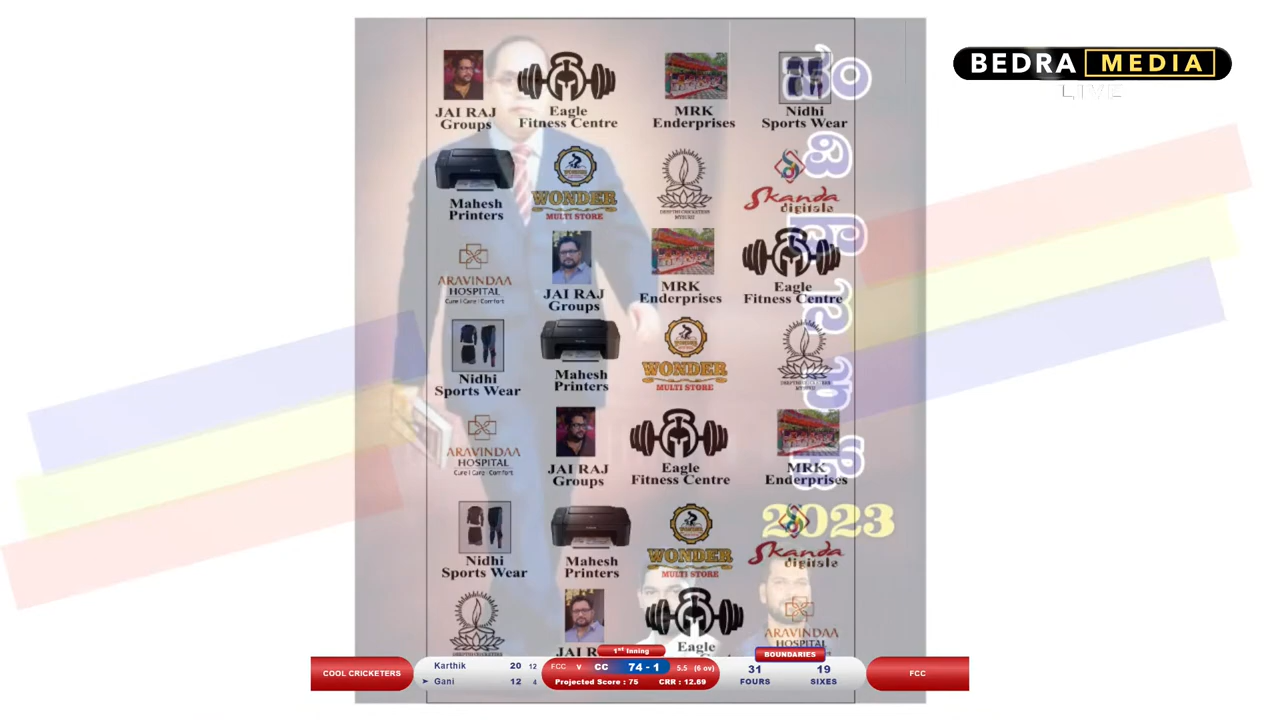 BEDRA MEDIA
LIVE
JAI RAJ
Groups
Eagle
Fitness Centre
MRK
Enderprises
Nidhi
Sports Wear
Mahesh
Printers
WONDER
MULTI STORE
Skanda
digitale
ARAVINDAA
HOSPITAL
Cure | Care | Comfort
JAI RAJ
Groups
MRK
Enderprises
Eagle
Fitness Centre
Nidhi
Sports Wear
Mahesh
Printers
WONDER
MULTI STORE
ARAVINDAA
HOSPITAL
Cure | Care | Comfort
JAI RAJ
Groups
Eagle
Fitness Centre
MRK
Enderprises
2023
Nidhi
Sports Wear
Mahesh
Printers
WONDER
MULTI STORE
Skanda
digitale
JAI R
Eagle
ARAVINDAA
HOSPITAL
COOL CRICKETERS
Karthik 20 12
Gani 12 4
1st Inning
FCC v CC 74 - 1 5.5 (6 ov)
Projected Score : 75 CRR : 12.69
BOUNDARIES
31 19
FOURS SIXES
FCC